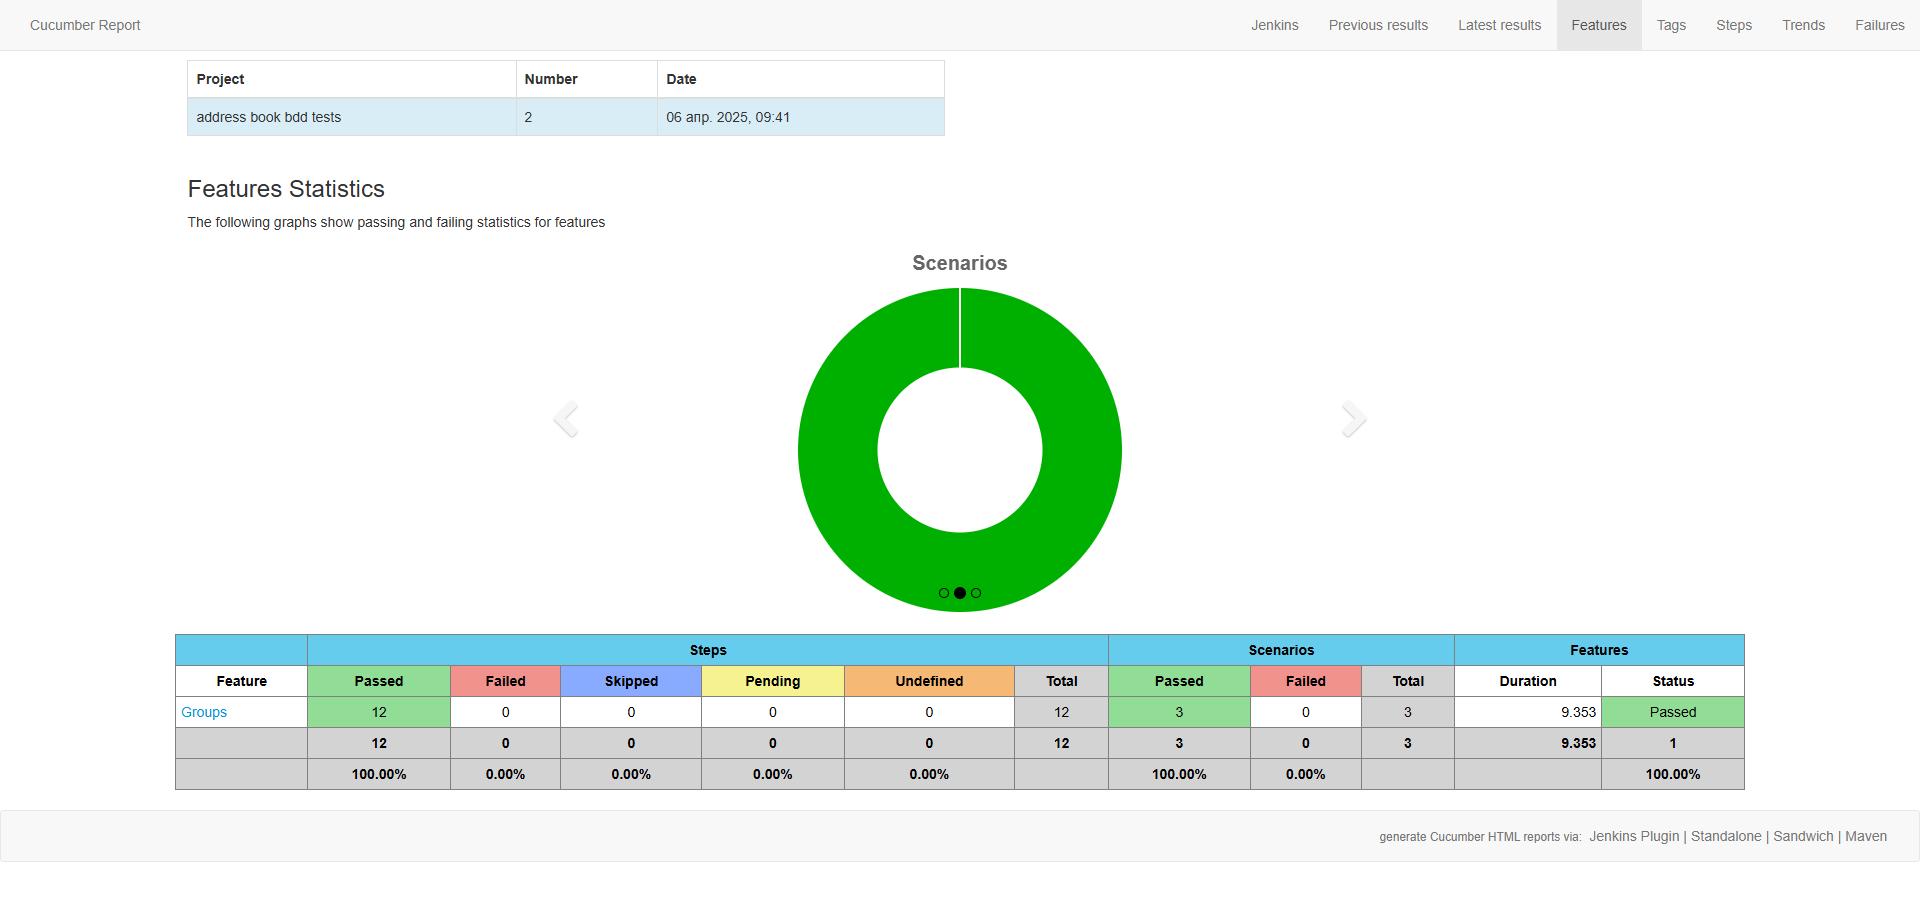 Cucumber Report Jenkins Previous results Latest results Features Tags Steps Trends Failures
Project Number Date
address book bdd tests 2 06 апр. 2025, 09:41
Features Statistics
The following graphs show passing and failing statistics for features
Scenarios
Steps Scenarios Features
Feature Passed Failed Skipped Pending Undefined Total Passed Failed Total Duration Status
Groups 12 0 0 0 0 12 3 0 3 9.353 Passed
12 0 0 0 0 12 3 0 3 9.353 1
100.00% 0.00% 0.00% 0.00% 0.00% 100.00% 0.00% 100.00%
generate Cucumber HTML reports via: Jenkins Plugin | Standalone | Sandwich | Maven